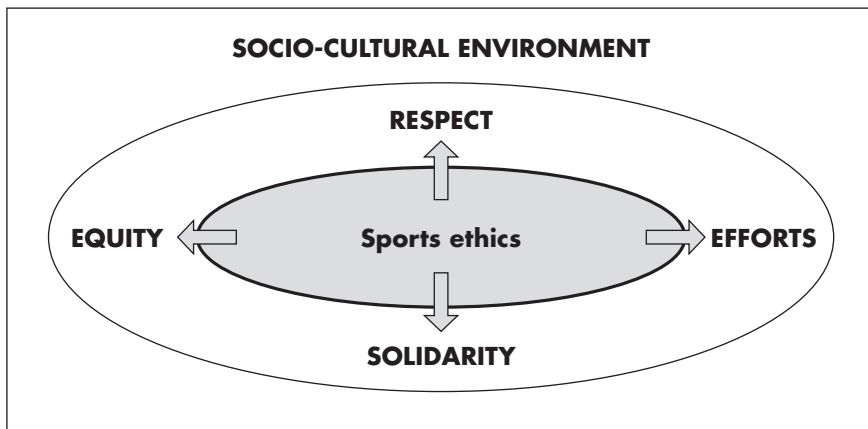 SOCIO-CULTURAL ENVIRONMENT
RESPECT
EQUITY
Sports ethics
EFFORTS
SOLIDARITY